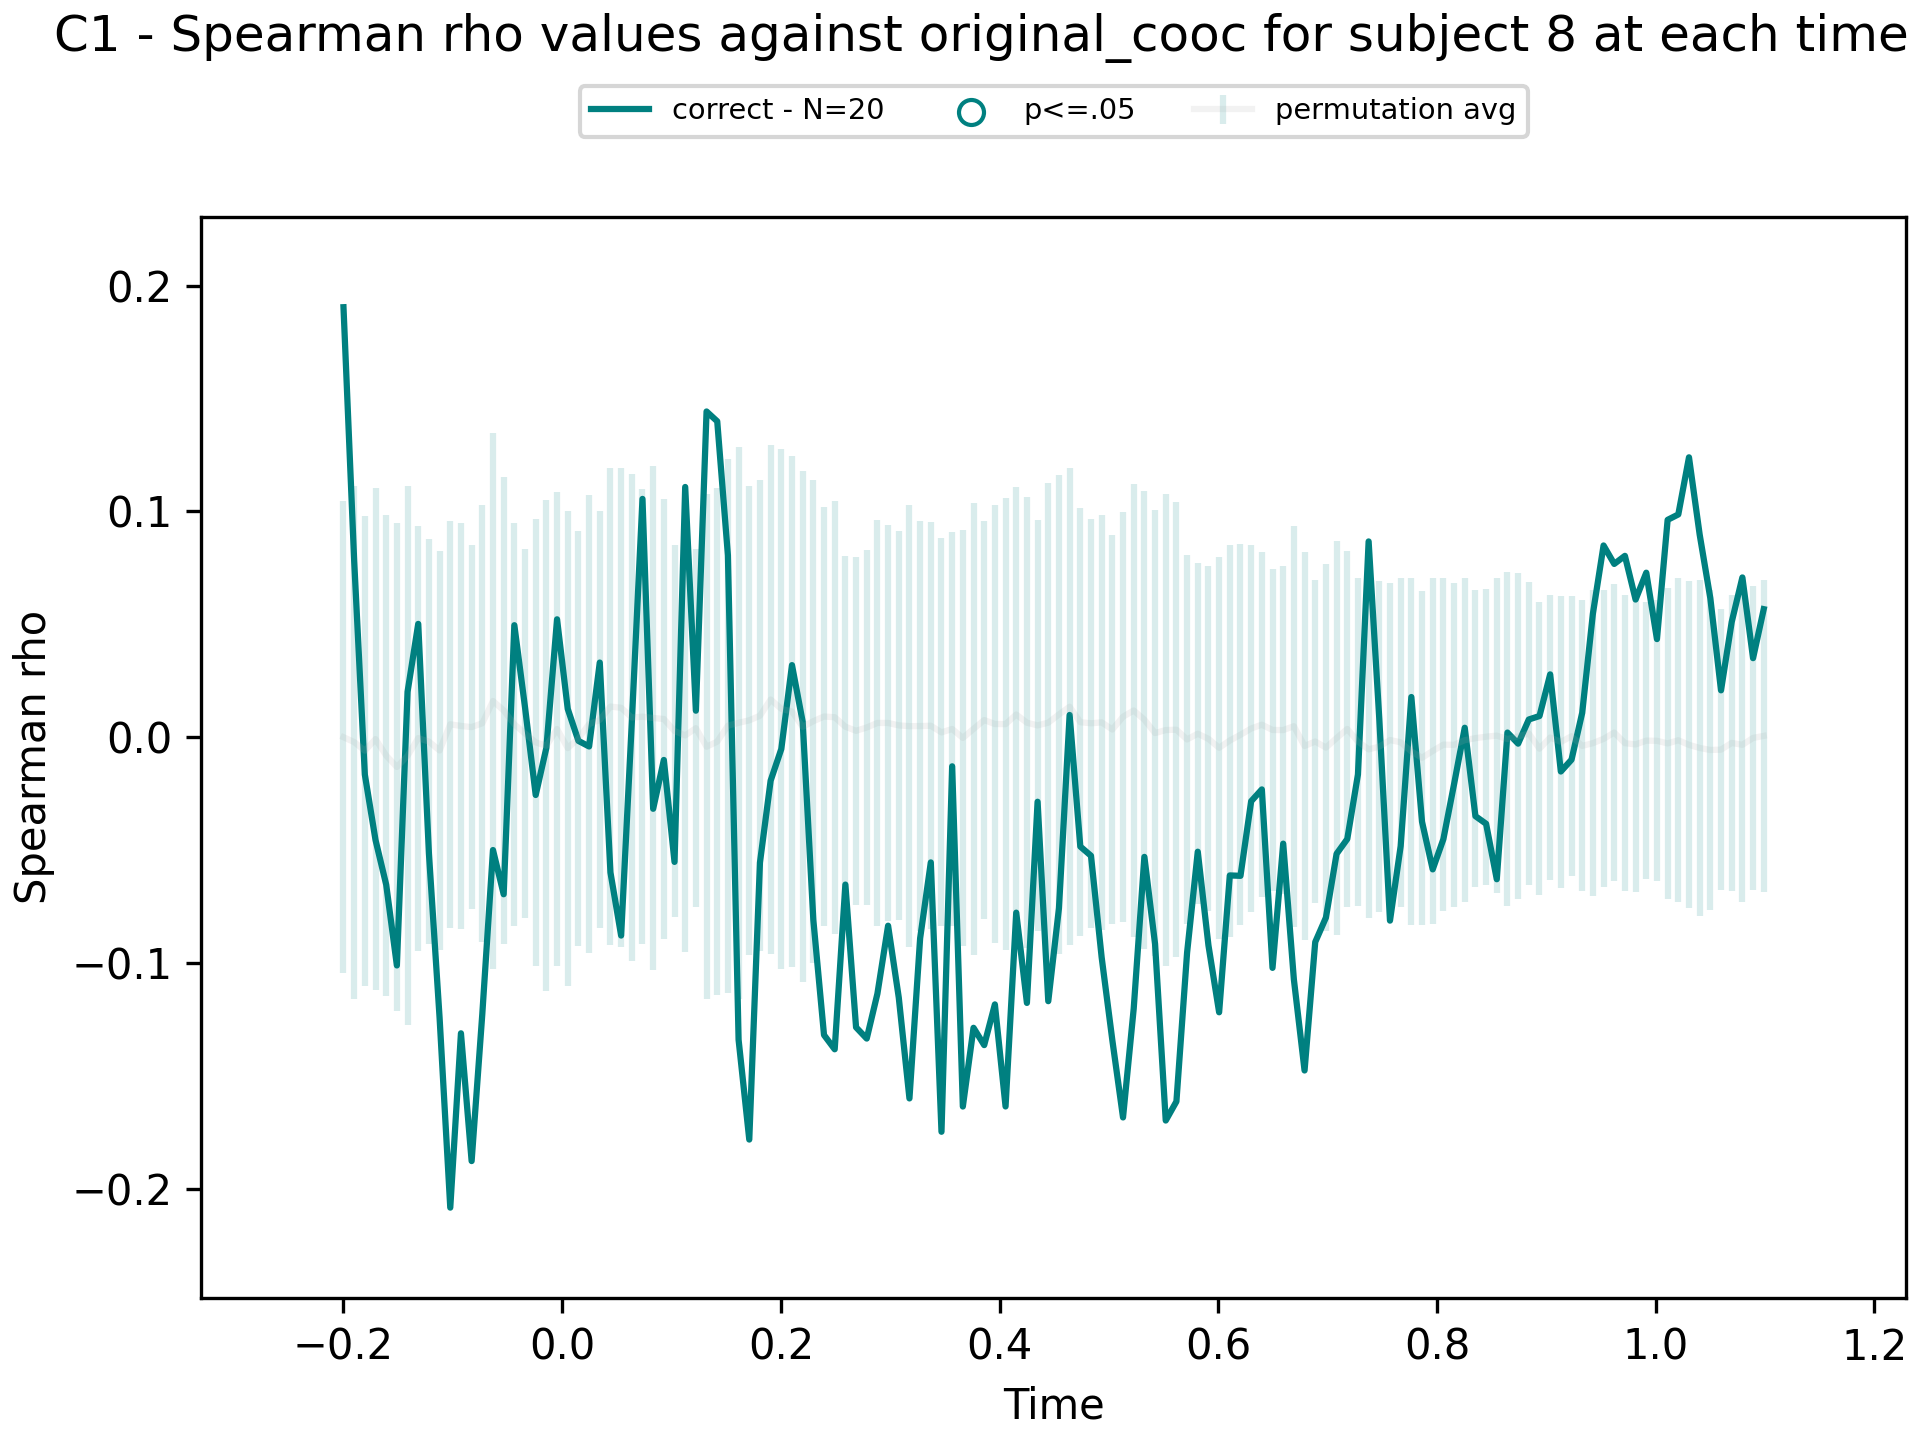 C1 - Spearman rho values against original_cooc for subject 8 at each time
correct - N=20 p<=.05 permutation avg
0.2
0.1
0.0
−0.1
−0.2
Spearman rho
−0.2 0.0 0.2 0.4 0.6 0.8 1.0 1.2
Time